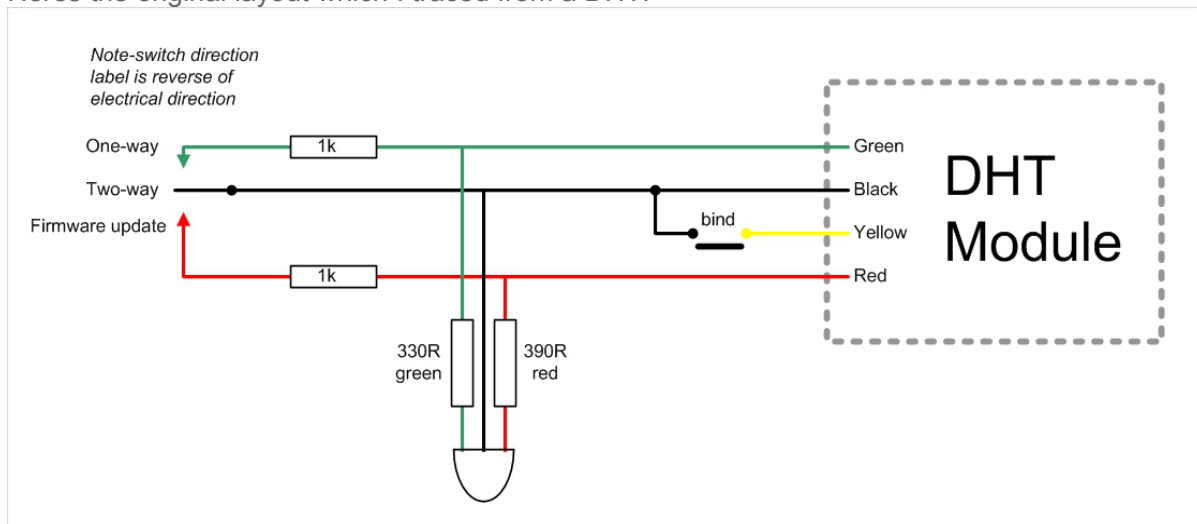 Note-switch direction
label is reverse of
electrical direction
One-way
1k
Green
Two-way
Black
bind
Firmware update
Yellow
1k
Red
DHT
Module
330R
green
390R
red